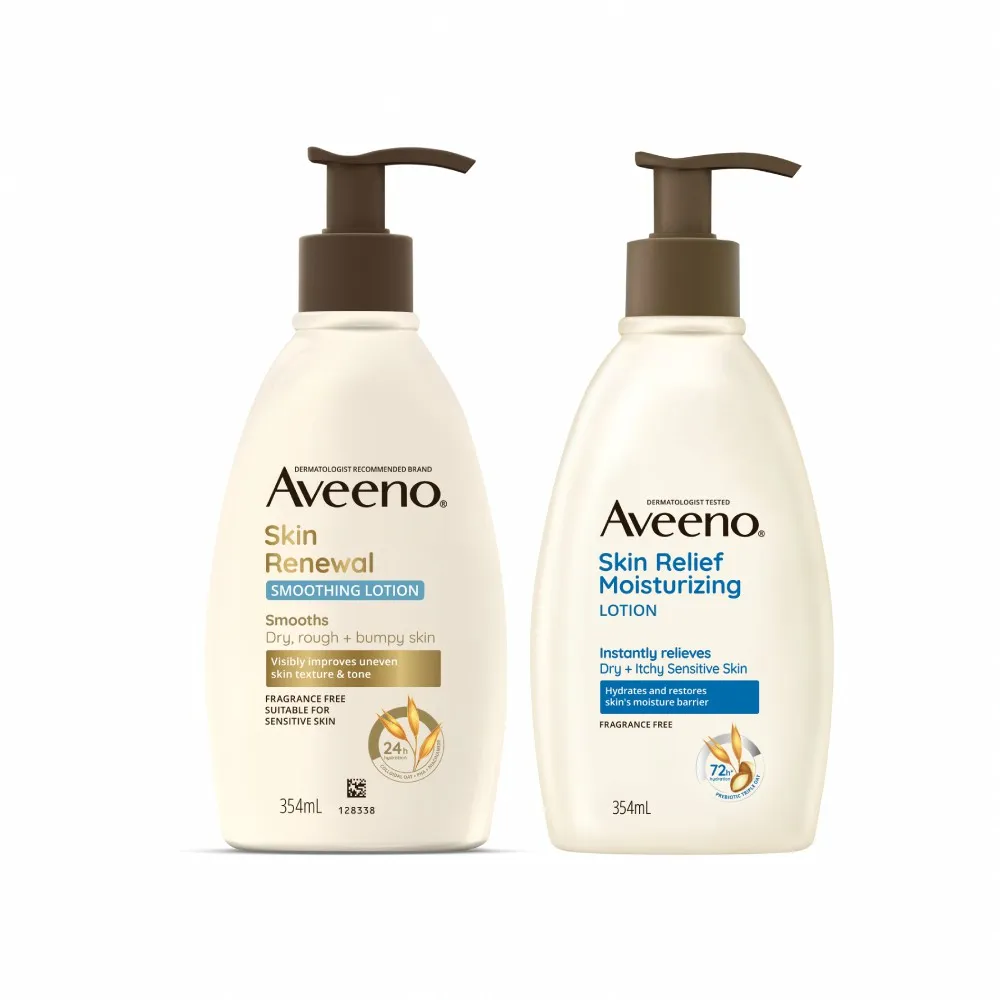 DERMATOLOGIST RECOMMENDED BRAND
Aveeno®
Skin
Renewal
SMOOTHING LOTION
Smooths
Dry, rough + bumpy skin
Visibly improves uneven
skin texture & tone
FRAGRANCE FREE
SUITABLE FOR
SENSITIVE SKIN
24h
hydration
354mL
128338
DERMATOLOGIST TESTED
Aveeno®
Skin Relief
Moisturizing
LOTION
Instantly relieves
Dry + Itchy Sensitive Skin
Hydrates and restores
skin's moisture barrier
FRAGRANCE FREE
72h*
hydration
PREBIOTIC TRIPLE OAT
354mL